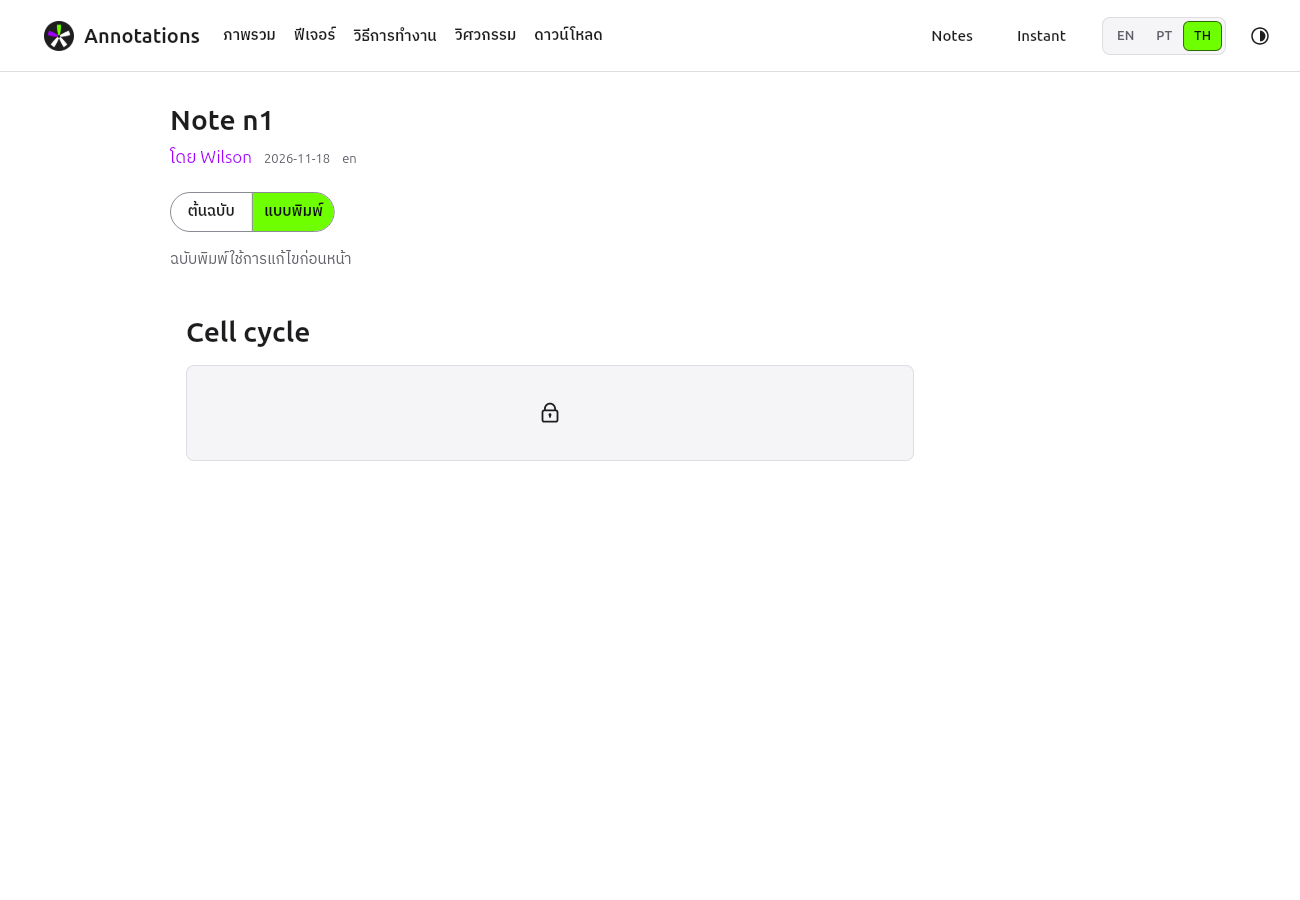 Annotations ภาพรวม ฟีเจอร์ วิธีการทำงาน วิศวกรรม ดาวน์โหลด Notes Instant EN PT TH
Note n1
โดย Wilson 2026-11-18 en
ต้นฉบับ แบบพิมพ์
ฉบับพิมพ์ใช้การแก้ไขก่อนหน้า
Cell cycle